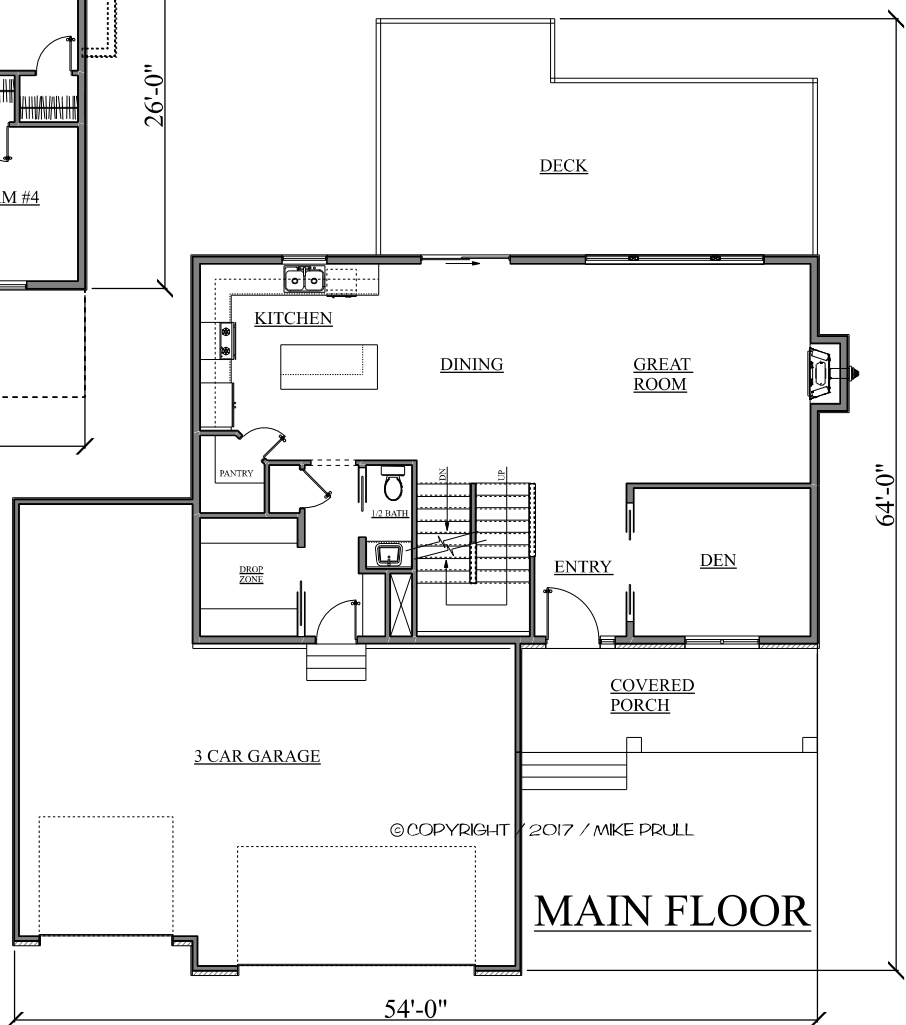 26'-0"
DECK
M #4
KITCHEN
DINING
GREAT
ROOM
PANTRY
DN
UP
64'-0"
1/2 BATH
DROP
ZONE
ENTRY
DEN
COVERED
PORCH
3 CAR GARAGE
© COPYRIGHT / 2017 / MIKE PRULL
MAIN FLOOR
54'-0"